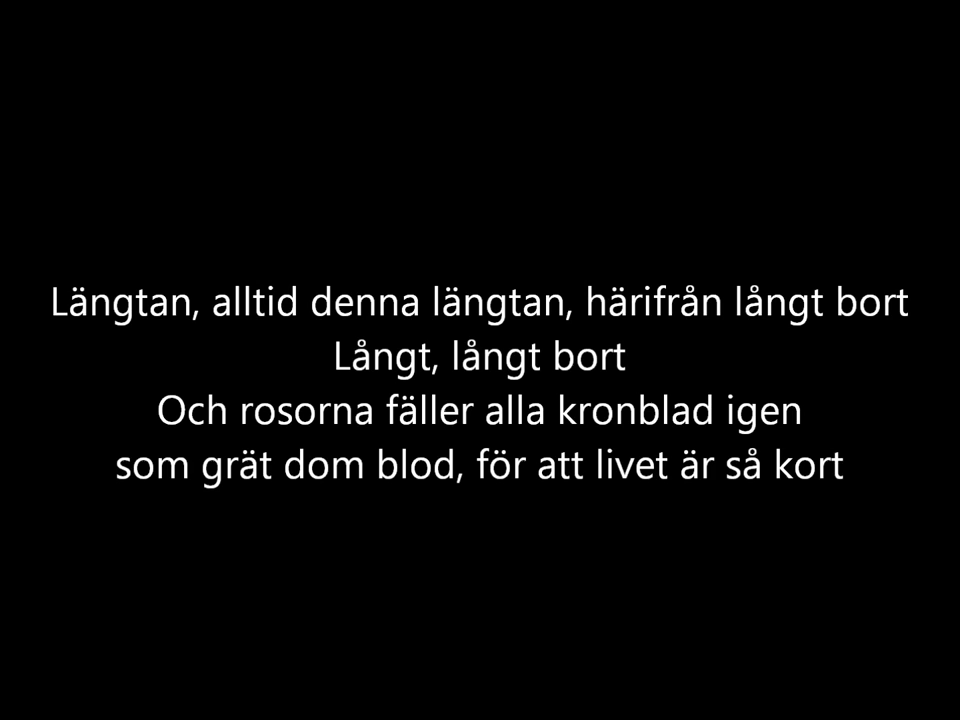 Längtan, alltid denna längtan, härifrån långt bort
Långt, långt bort
Och rosorna fäller alla kronblad igen
som grät dom blod, för att livet är så kort